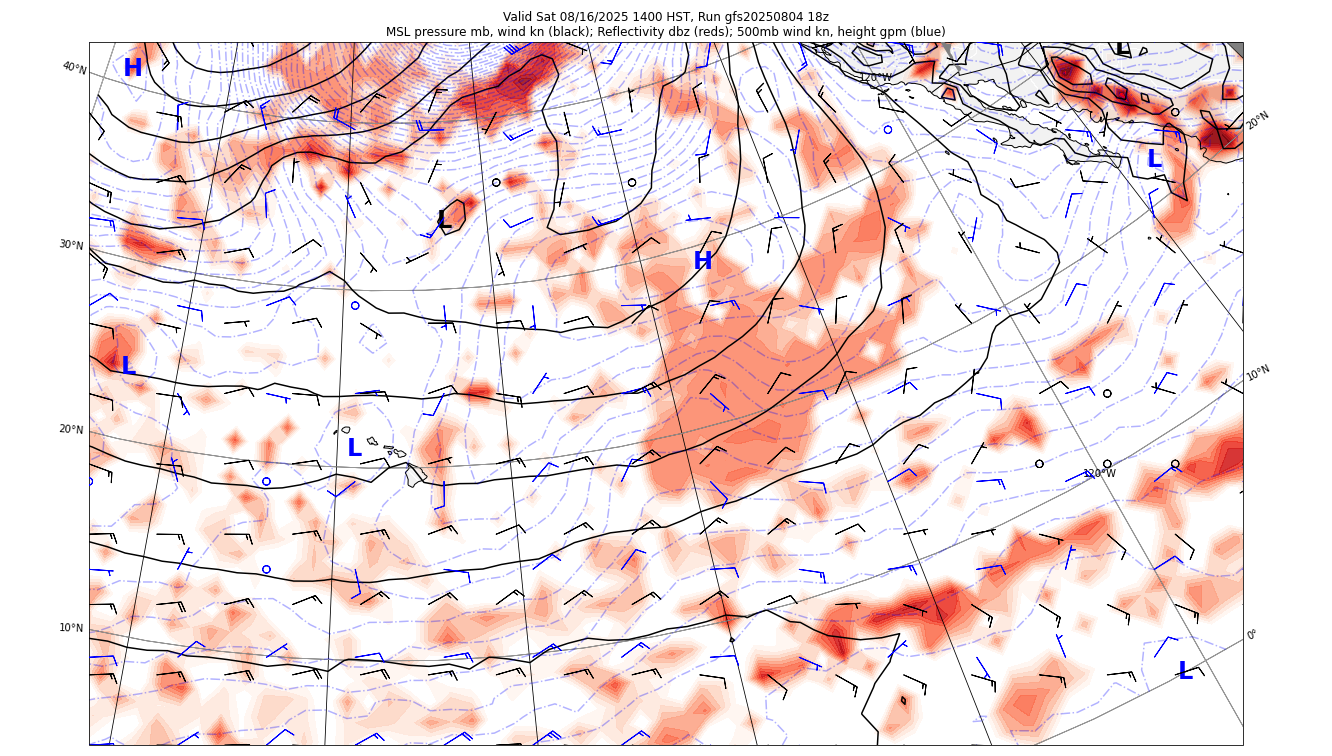 Valid Sat 08/16/2025 1400 HST, Run gfs20250804 18z
MSL pressure mb, wind kn (black); Reflectivity dbz (reds); 500mb wind kn, height gpm (blue)
L
H
40°N
120°W
20°N
L
L
30°N
H
L
10°N
20°N
L
120°W
10°N
0°
L